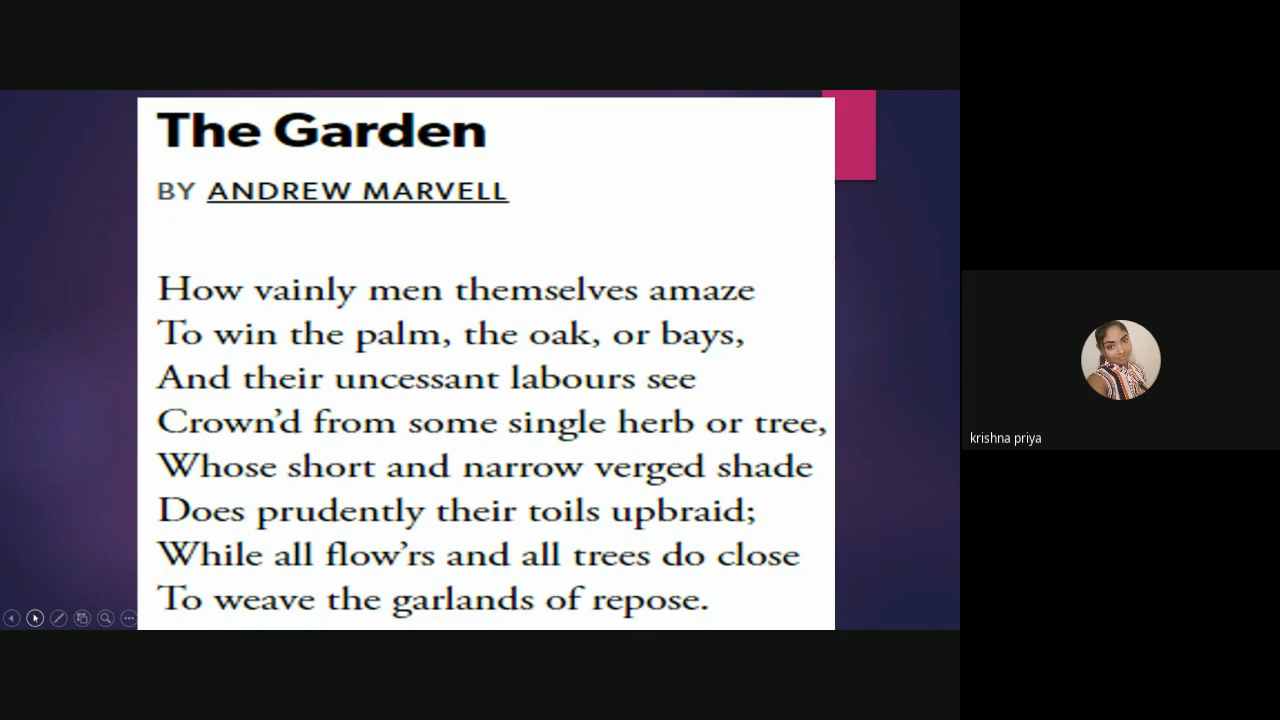 The Garden
BY ANDREW MARVELL
How vainly men themselves amaze
To win the palm, the oak, or bays,
And their uncessant labours see
Crown’d from some single herb or tree,
Whose short and narrow verged shade
Does prudently their toils upbraid;
While all flow’rs and all trees do close
To weave the garlands of repose.
krishna priya